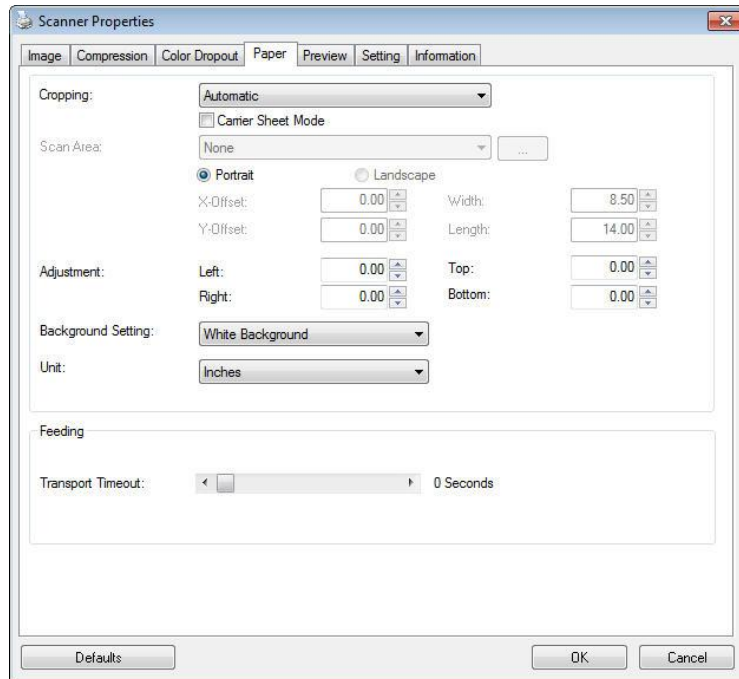 Scanner Properties
Image Compression Color Dropout Paper Preview Setting Information
Cropping: Automatic
Carrier Sheet Mode
Scan Area: None ...
Portrait Landscape
X-Offset: 0.00 Width: 8.50
Y-Offset: 0.00 Length: 14.00
Adjustment: Left: 0.00 Top: 0.00
Right: 0.00 Bottom: 0.00
Background Setting: White Background
Unit: Inches
Feeding
Transport Timeout: 0 Seconds
Defaults OK Cancel